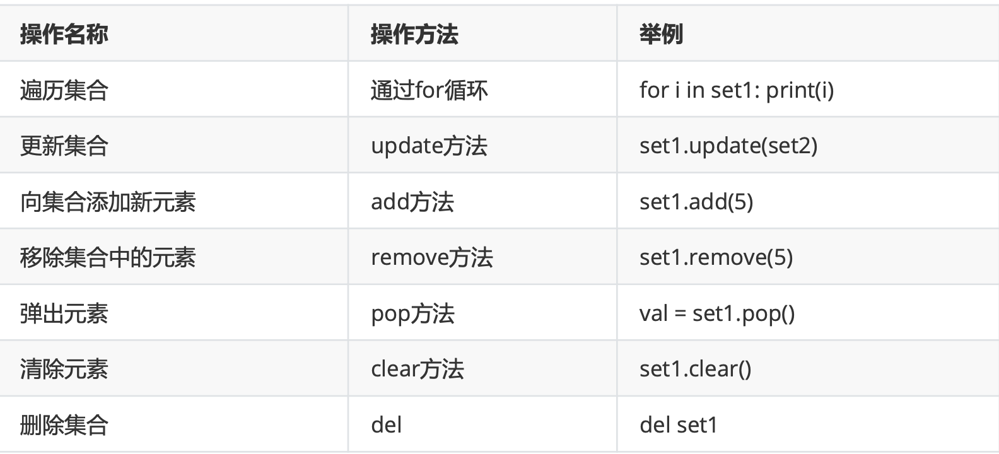 操作名称 操作方法 举例
遍历集合 通过for循环 for i in set1: print(i)
更新集合 update方法 set1.update(set2)
向集合添加新元素 add方法 set1.add(5)
移除集合中的元素 remove方法 set1.remove(5)
弹出元素 pop方法 val = set1.pop()
清除元素 clear方法 set1.clear()
删除集合 del del set1